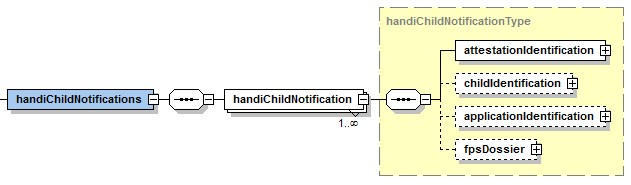 handiChildNotificationType
attestationIdentification
childIdentification
handiChildNotifications
handiChildNotification
applicationIdentification
1..∞
fpsDossier